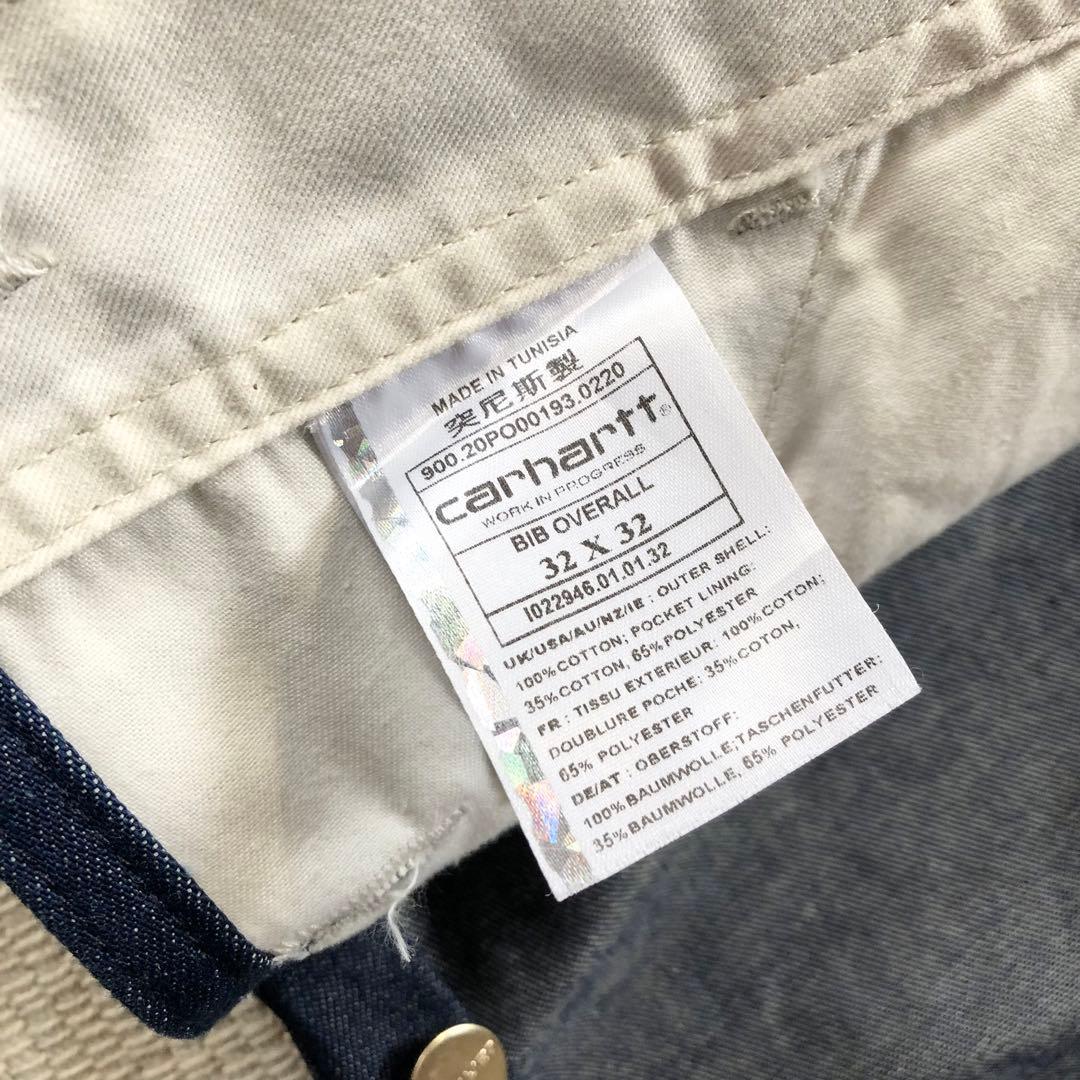 MADE IN TUNISIA
突尼斯製
900.20PO00193.0220
carhartt®
WORK IN PROGRESS
BIB OVERALL
32 X 32
I022946.01.01.32
UK/USA/AU/NZ/IE : OUTER SHELL:
100%COTTON; POCKET LINING:
35%COTTON, 65%POLYESTER
FR : TISSU EXTERIEUR: 100%COTON;
DOUBLURE POCHE: 35%COTON,
65% POLYESTER
DE/AT : OBERSTOFF:
100%BAUMWOLLE;TASCHENFUTTER:
35%BAUMWOLLE, 65% POLYESTER